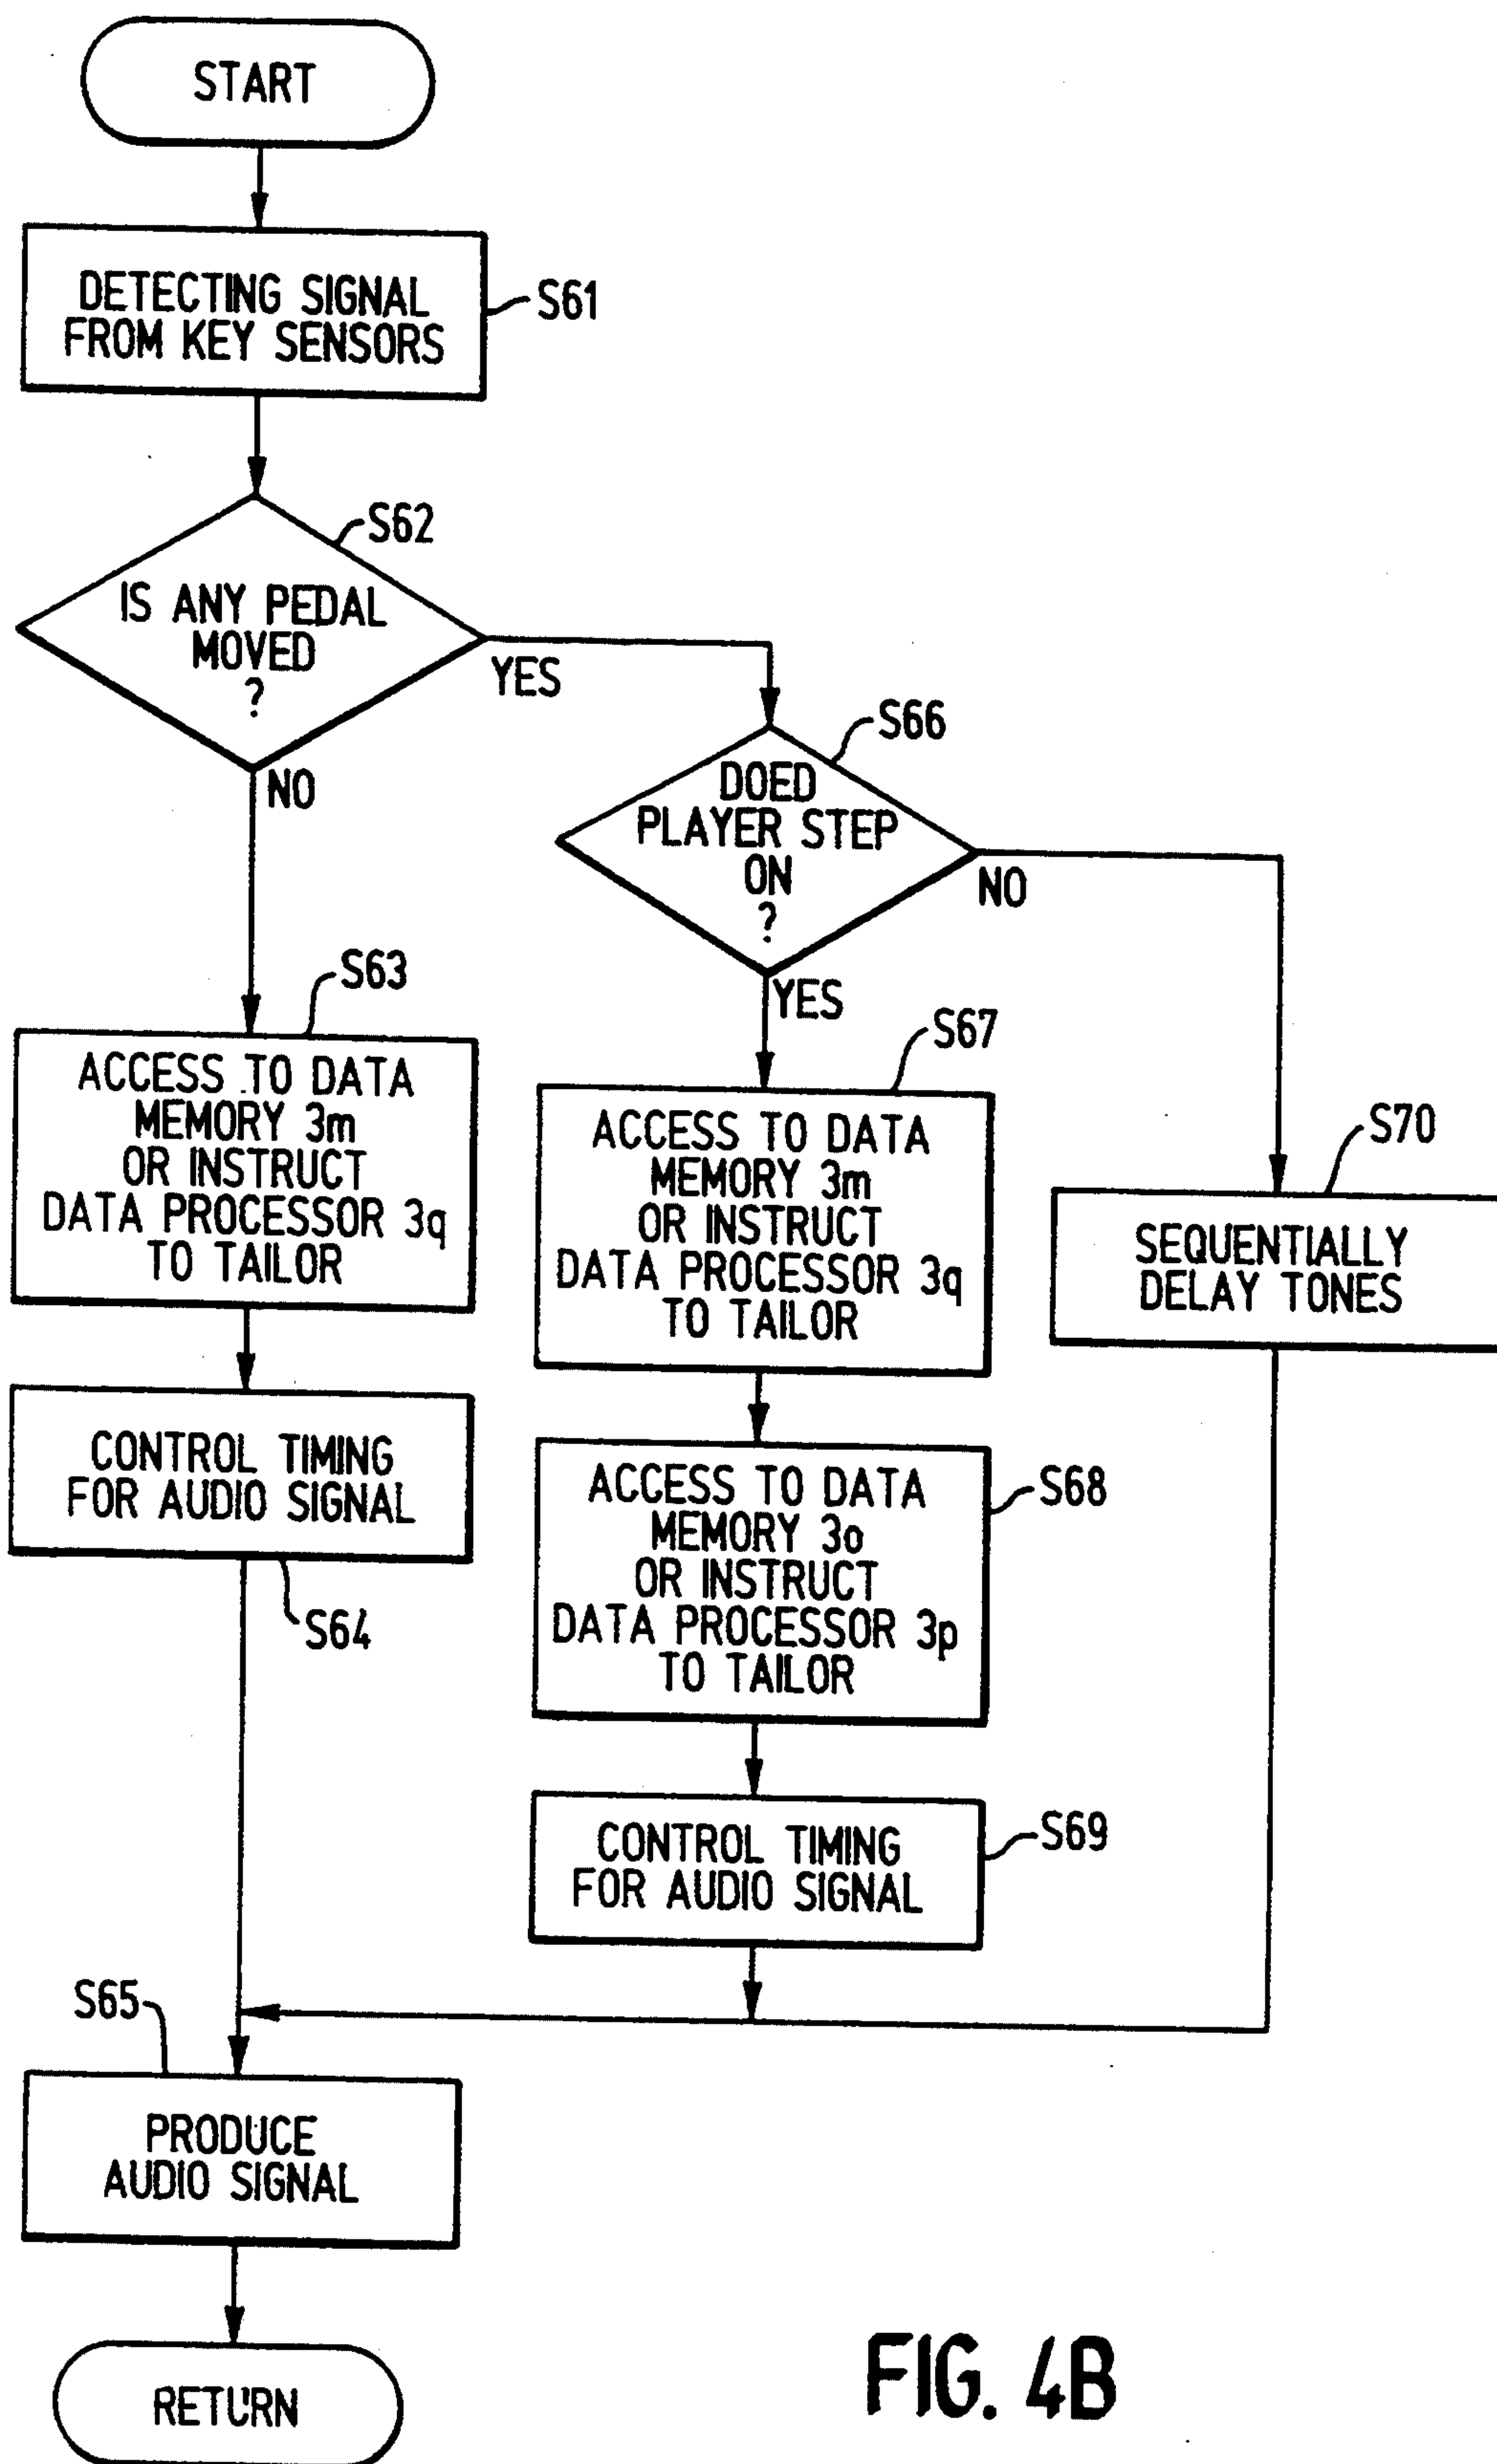 START
DETECTING SIGNAL
FROM KEY SENSORS
S61
S62
IS ANY PEDAL
MOVED
?
YES
NO
S66
DOED
PLAYER STEP
ON
?
NO
YES
S63
ACCESS TO DATA
MEMORY 3m
OR INSTRUCT
DATA PROCESSOR 3q
TO TAILOR
S67
ACCESS TO DATA
MEMORY 3m
OR INSTRUCT
DATA PROCESSOR 3q
TO TAILOR
S70
SEQUENTIALLY
DELAY TONES
CONTROL TIMING
FOR AUDIO SIGNAL
S64
ACCESS TO DATA
MEMORY 3o
OR INSTRUCT
DATA PROCESSOR 3p
TO TAILOR
S68
CONTROL TIMING
FOR AUDIO SIGNAL
S69
S65
PRODUCE
AUDIO SIGNAL
RETURN
FIG. 4B